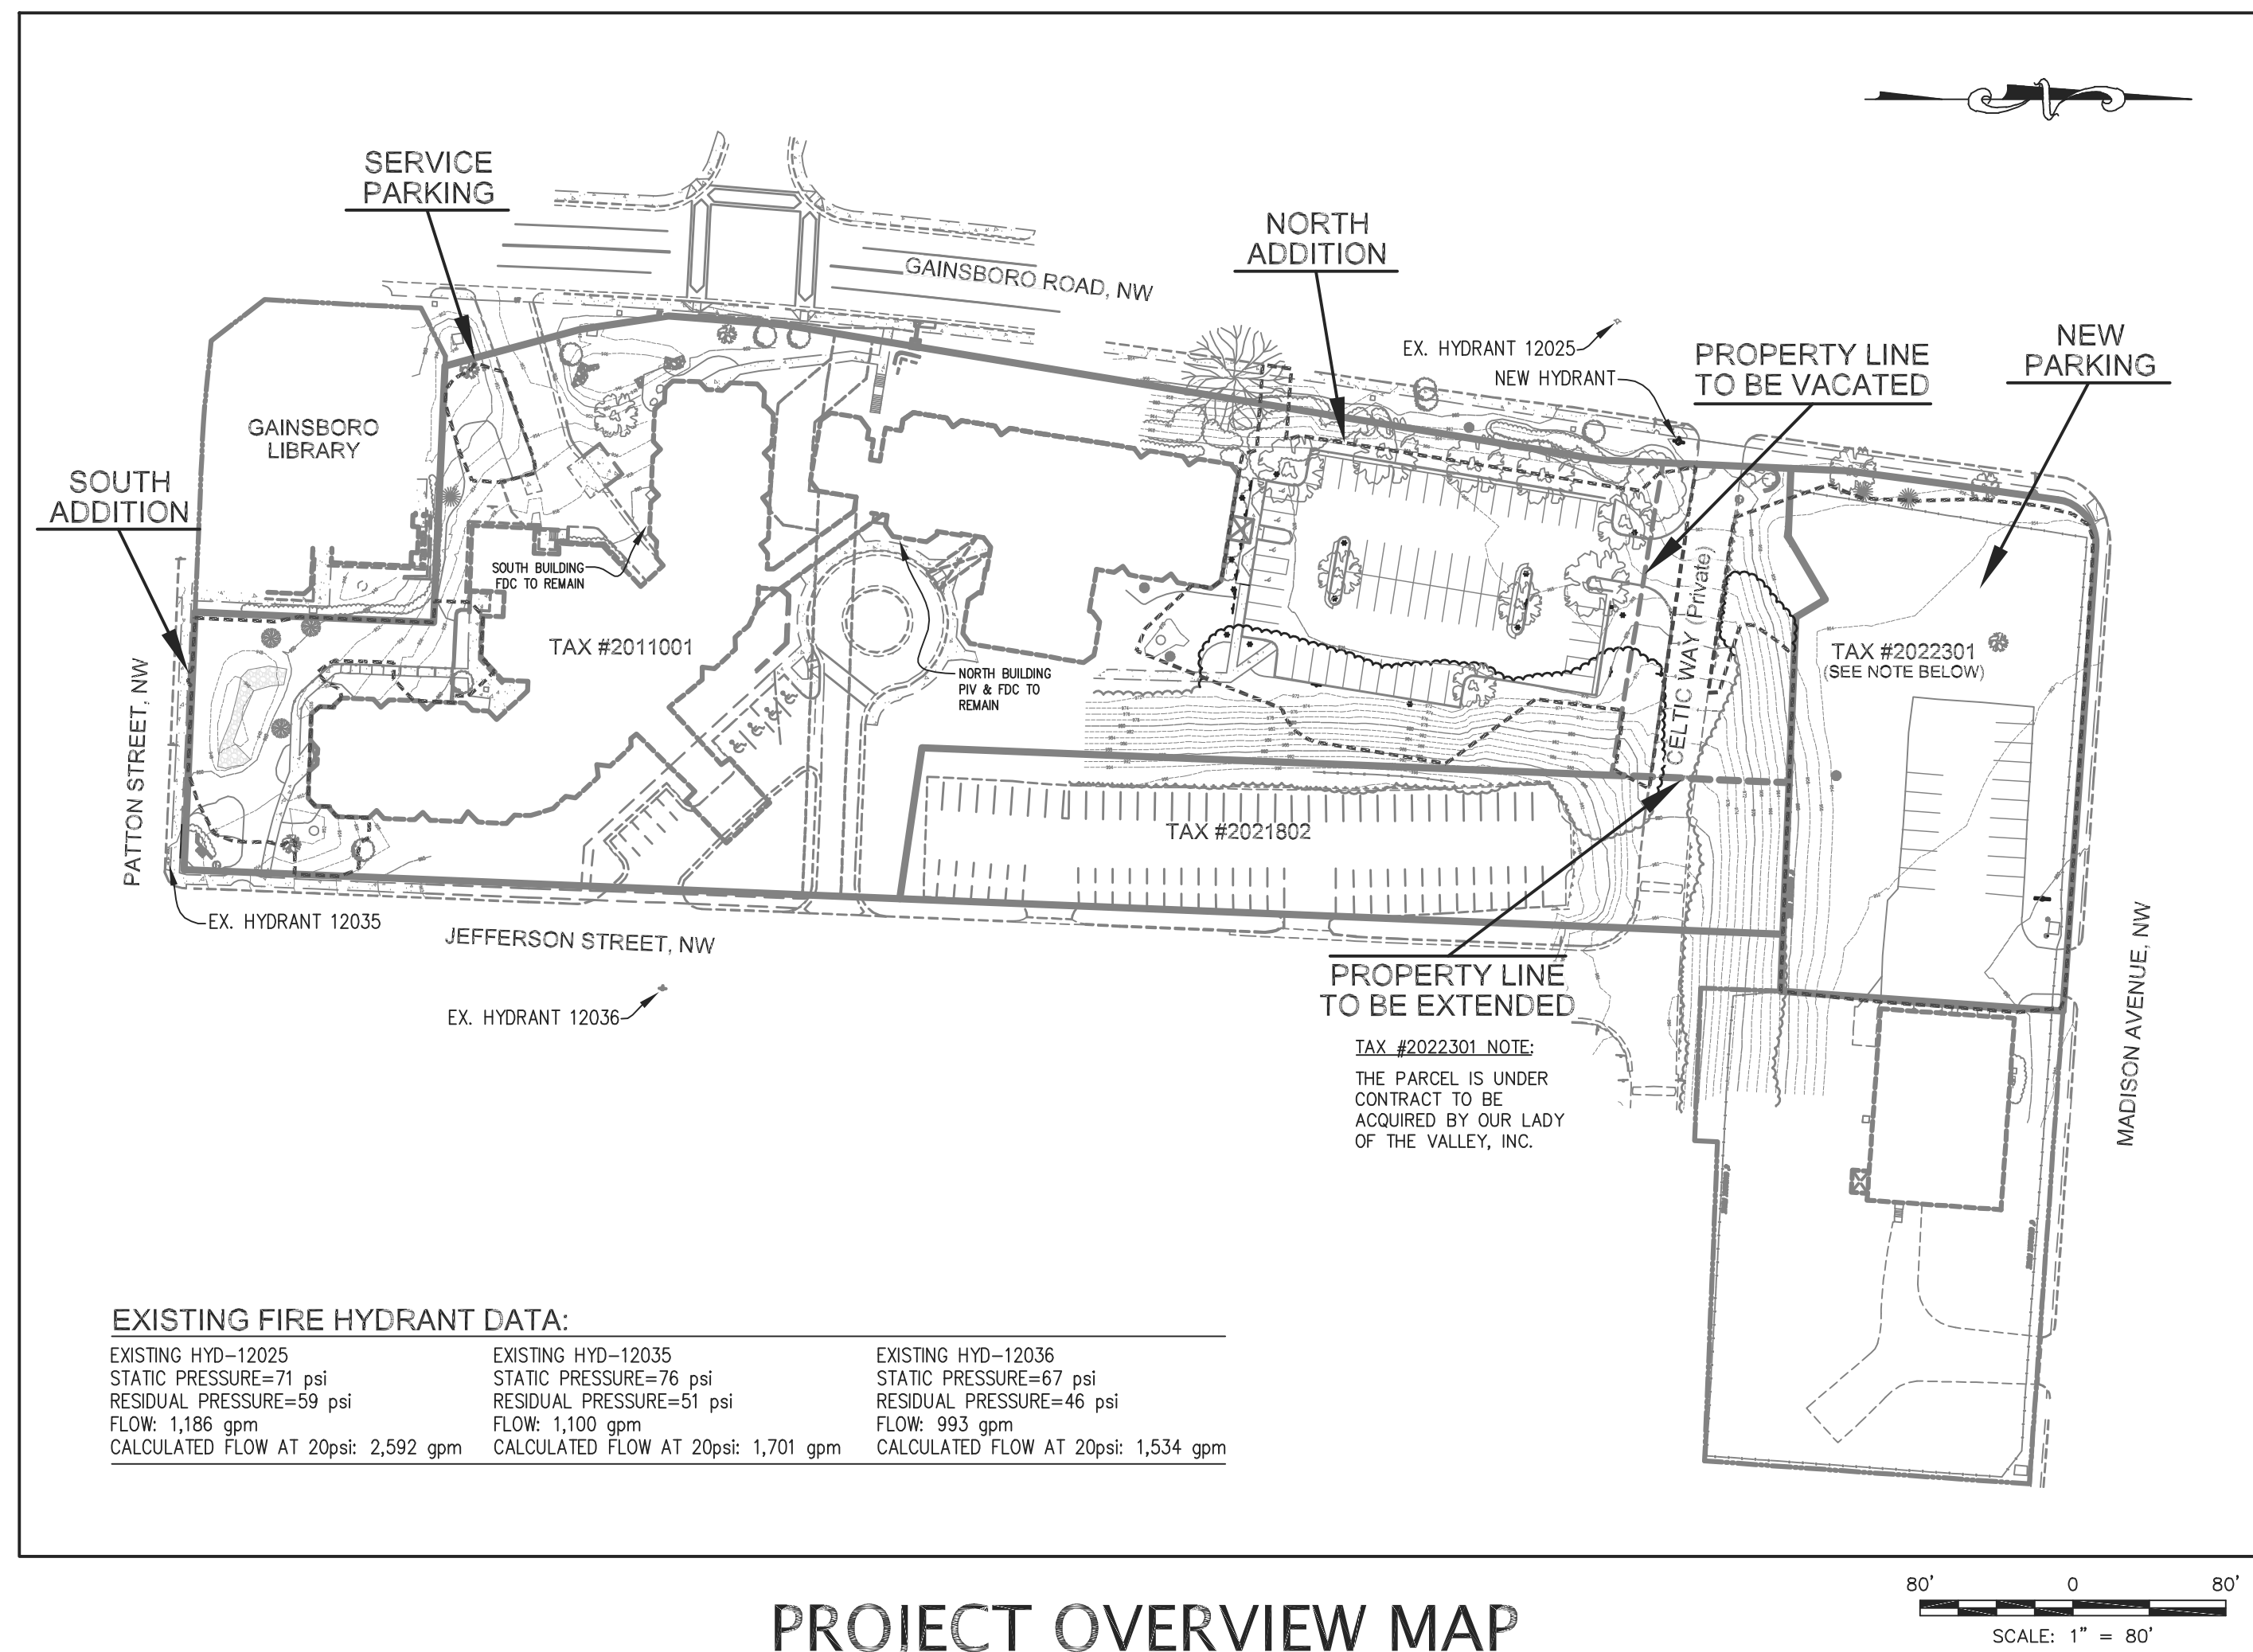 SERVICE
PARKING
NORTH
ADDITION
GAINSBORO ROAD, NW
EX. HYDRANT 12025
NEW HYDRANT
PROPERTY LINE
TO BE VACATED
NEW
PARKING
GAINSBORO
LIBRARY
SOUTH
ADDITION
SOUTH BUILDING
FDC TO REMAIN
TAX #2011001
NORTH BUILDING
PIV & FDC TO
REMAIN
CELTIC WAY (Private)
TAX #2022301
(SEE NOTE BELOW)
PATTON STREET, NW
TAX #2021802
EX. HYDRANT 12035
JEFFERSON STREET, NW
EX. HYDRANT 12036
PROPERTY LINE
TO BE EXTENDED
MADISON AVENUE, NW
TAX #2022301 NOTE:
THE PARCEL IS UNDER
CONTRACT TO BE
ACQUIRED BY OUR LADY
OF THE VALLEY, INC.
EXISTING FIRE HYDRANT DATA:
EXISTING HYD-12025
STATIC PRESSURE=71 psi
RESIDUAL PRESSURE=59 psi
FLOW: 1,186 gpm
CALCULATED FLOW AT 20psi: 2,592 gpm
EXISTING HYD-12035
STATIC PRESSURE=76 psi
RESIDUAL PRESSURE=51 psi
FLOW: 1,100 gpm
CALCULATED FLOW AT 20psi: 1,701 gpm
EXISTING HYD-12036
STATIC PRESSURE=67 psi
RESIDUAL PRESSURE=46 psi
FLOW: 993 gpm
CALCULATED FLOW AT 20psi: 1,534 gpm
PROJECT OVERVIEW MAP
80' 0 80'
SCALE: 1" = 80'